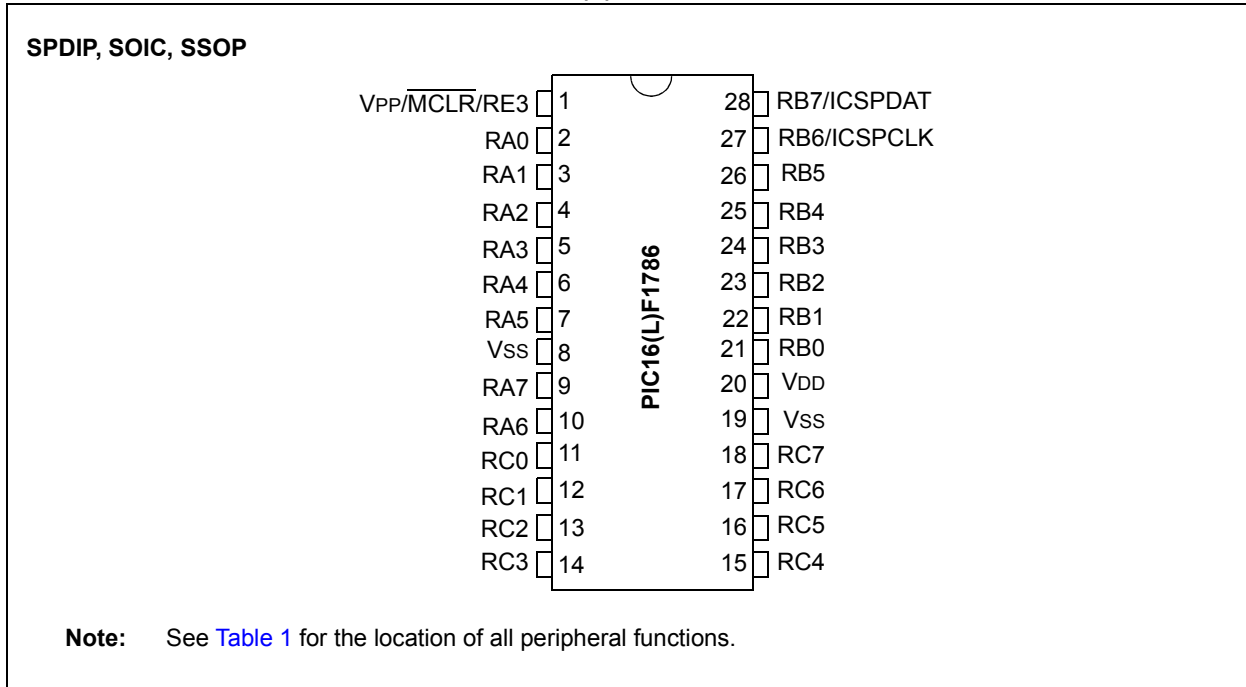 SPDIP, SOIC, SSOP
VPP/MCLR/RE3 1 28 RB7/ICSPDAT
RA0 2 27 RB6/ICSPCLK
RA1 3 26 RB5
RA2 4 25 RB4
RA3 5 24 RB3
RA4 6 23 RB2
RA5 7 22 RB1
VSS 8 21 RB0
RA7 9 20 VDD
RA6 10 19 VSS
RC0 11 18 RC7
RC1 12 17 RC6
RC2 13 16 RC5
RC3 14 15 RC4
PIC16(L)F1786
Note: See Table 1 for the location of all peripheral functions.